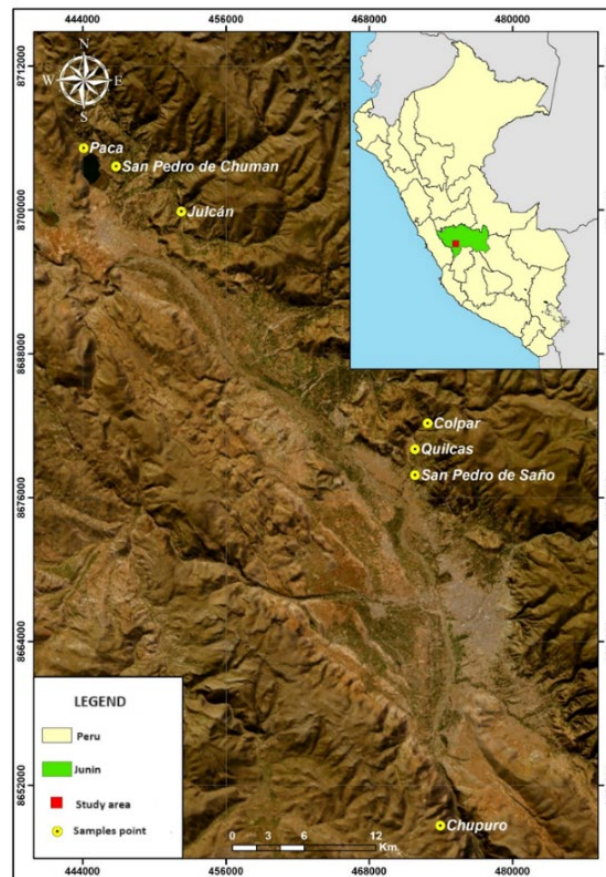 444000 456000 468000 480000
8712000
8700000
8688000
8676000
8664000
8652000
N
W E
S
Paca
San Pedro de Chuman
Julcán
Colpar
Quilcas
San Pedro de Saño
Chupuro
LEGEND
Peru
Junin
Study area
Samples point
0 3 6 12
Km
444000 456000 468000 480000